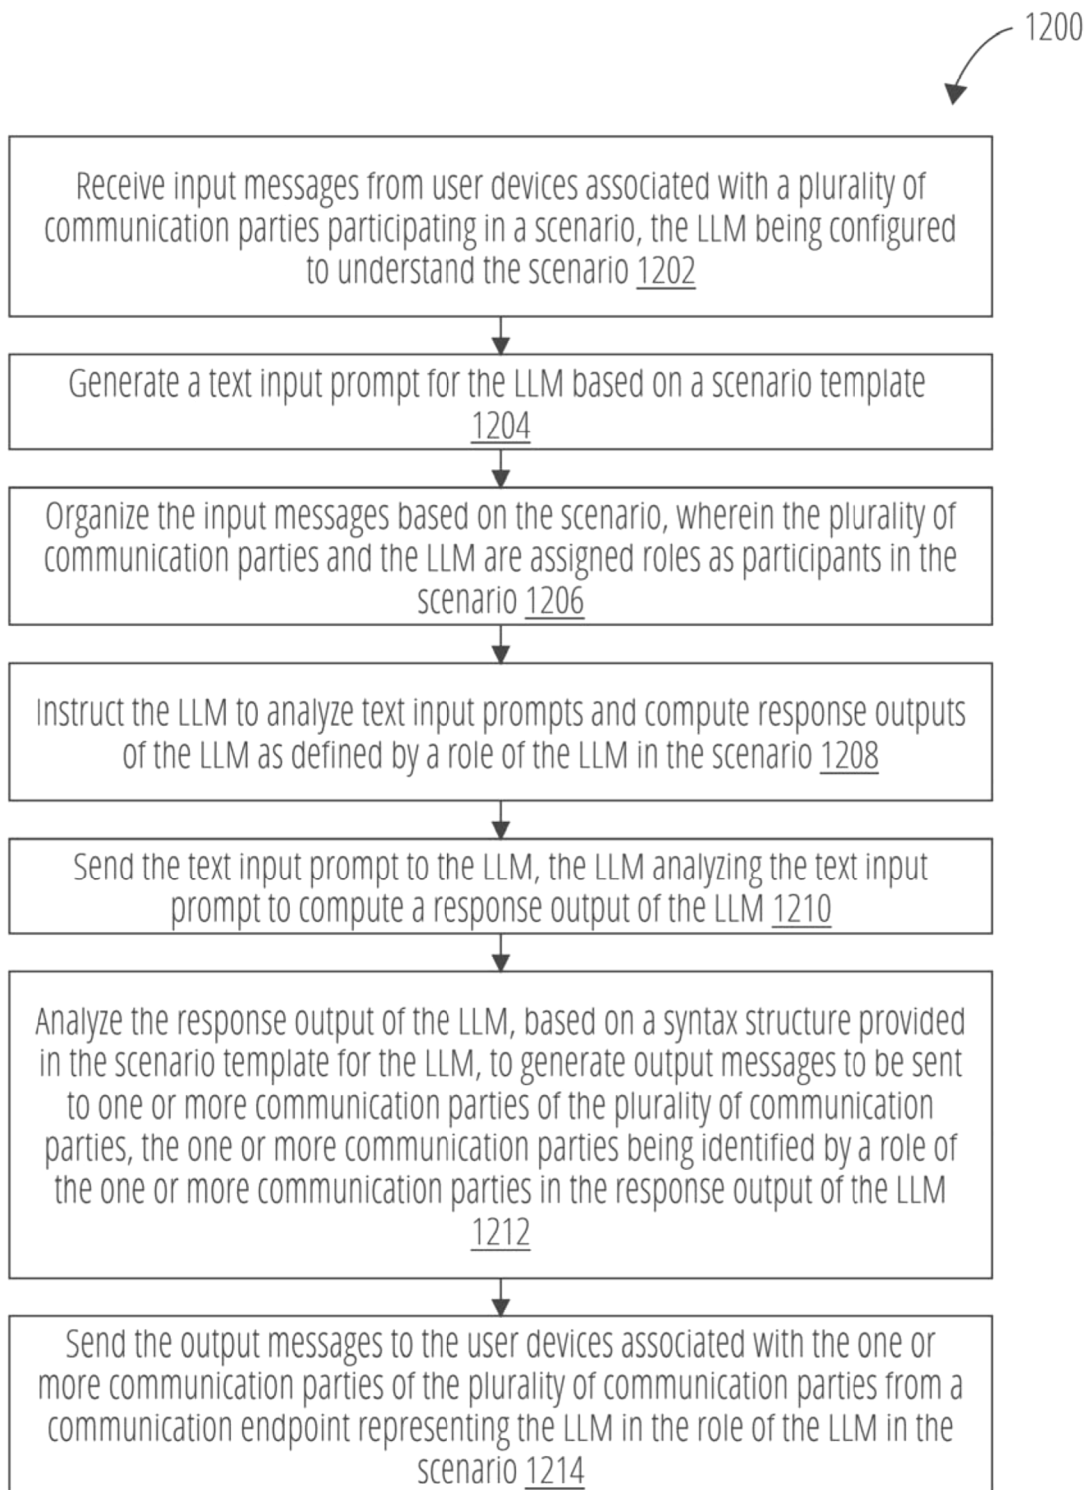 1200
Receive input messages from user devices associated with a plurality of
communication parties participating in a scenario, the LLM being configured
to understand the scenario 1202
Generate a text input prompt for the LLM based on a scenario template
1204
Organize the input messages based on the scenario, wherein the plurality of
communication parties and the LLM are assigned roles as participants in the
scenario 1206
Instruct the LLM to analyze text input prompts and compute response outputs
of the LLM as defined by a role of the LLM in the scenario 1208
Send the text input prompt to the LLM, the LLM analyzing the text input
prompt to compute a response output of the LLM 1210
Analyze the response output of the LLM, based on a syntax structure provided
in the scenario template for the LLM, to generate output messages to be sent
to one or more communication parties of the plurality of communication
parties, the one or more communication parties being identified by a role of
the one or more communication parties in the response output of the LLM
1212
Send the output messages to the user devices associated with the one or
more communication parties of the plurality of communication parties from a
communication endpoint representing the LLM in the role of the LLM in the
scenario 1214